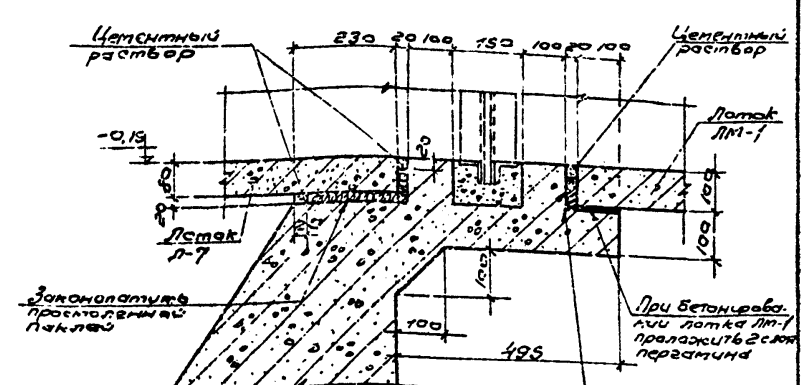 Цементный
раствор
230 20 100 150 100 20 100
Цементный
раствор
Лоток
ЛМ-1
-0,15
20
80
20
100
100
Лоток
Л-7
100
Законопатить
просмоленной
паклей
100
495
При бетонирова-
нии лотка ЛМ-1
проложить 2 слоя
пергамина